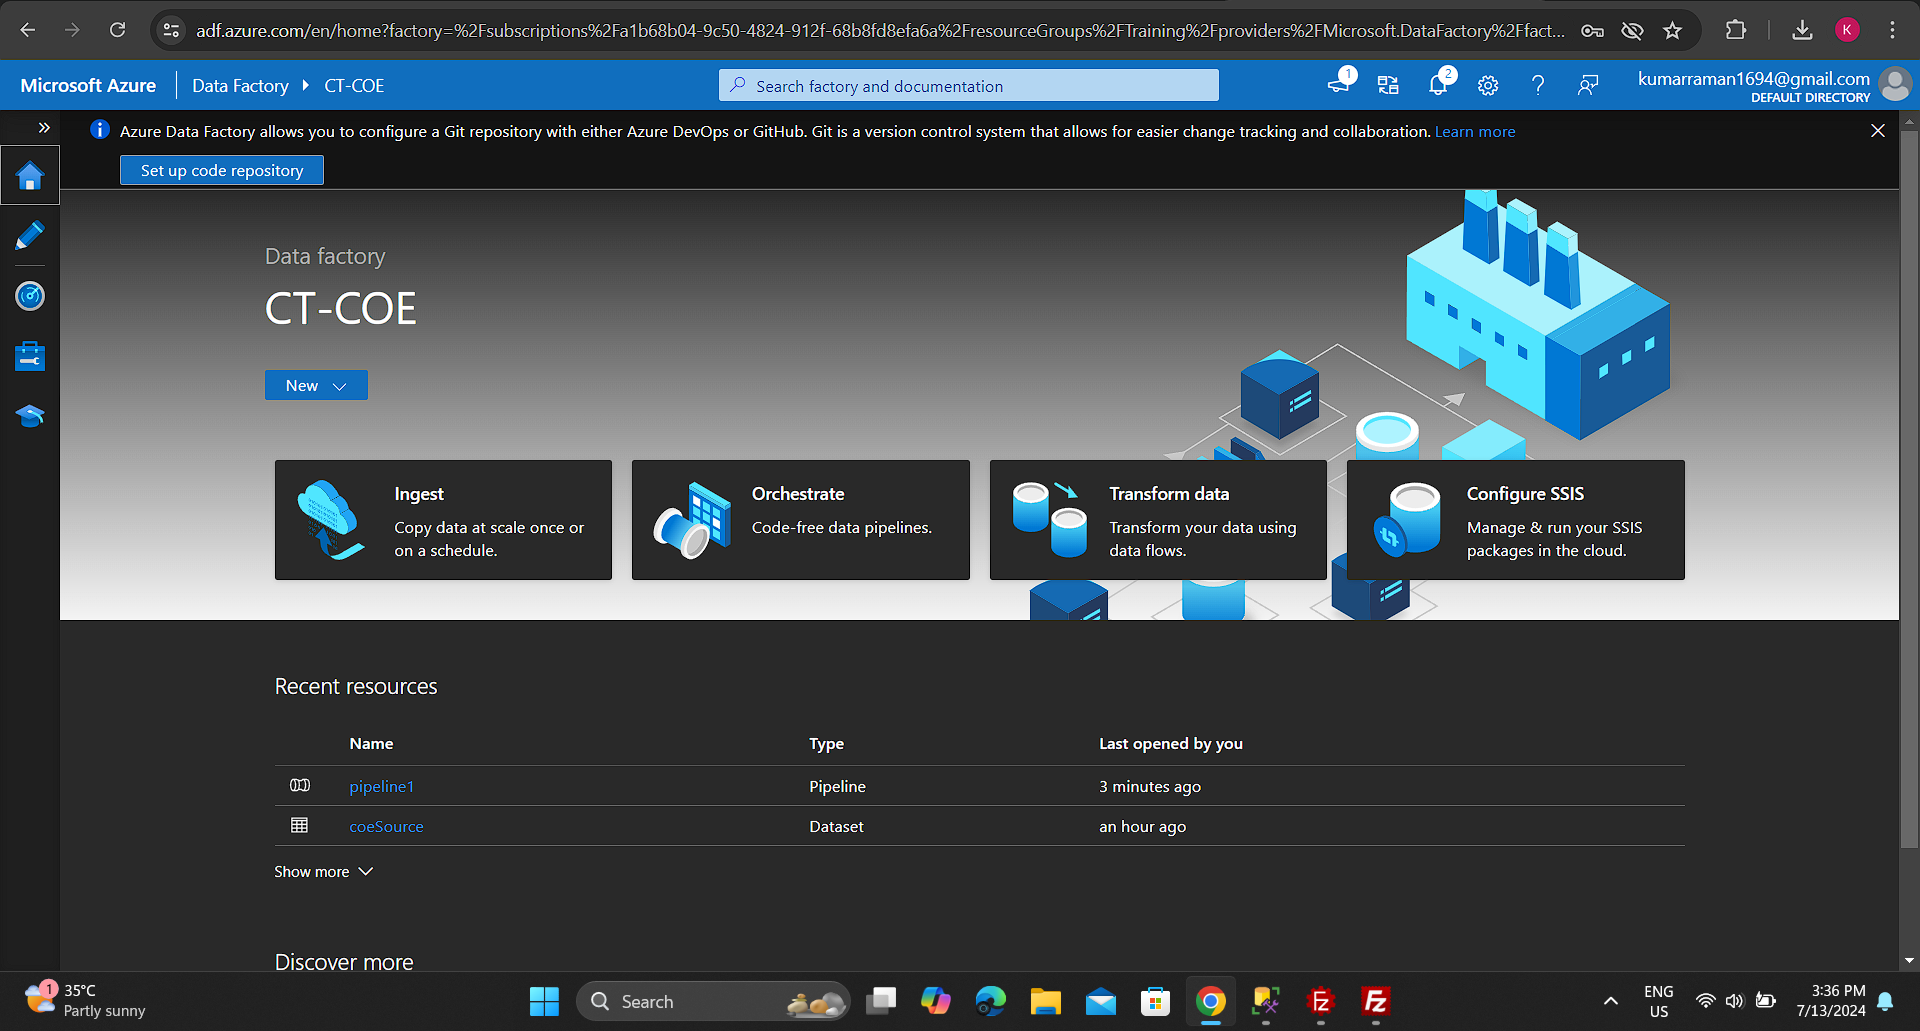 adf.azure.com/en/home?factory=%2Fsubscriptions%2Fa1b68b04-9c50-4824-912f-68b8fd8efa6a%2FresourceGroups%2FTraining%2Fproviders%2FMicrosoft.DataFactory%2Ffact...
K
Microsoft Azure
Data Factory
CT-COE
Search factory and documentation
1
2
kumarraman1694@gmail.com
DEFAULT DIRECTORY
Azure Data Factory allows you to configure a Git repository with either Azure DevOps or GitHub. Git is a version control system that allows for easier change tracking and collaboration. Learn more
Set up code repository
Data factory
CT-COE
New
Ingest
Copy data at scale once or
on a schedule.
Orchestrate
Code-free data pipelines.
Transform data
Transform your data using
data flows.
Configure SSIS
Manage & run your SSIS
packages in the cloud.
Recent resources
Name Type Last opened by you
pipeline1 Pipeline 3 minutes ago
coeSource Dataset an hour ago
Show more
Discover more
1
35°C
Partly sunny
Search
Fz
Fz
ENG
US
3:36 PM
7/13/2024